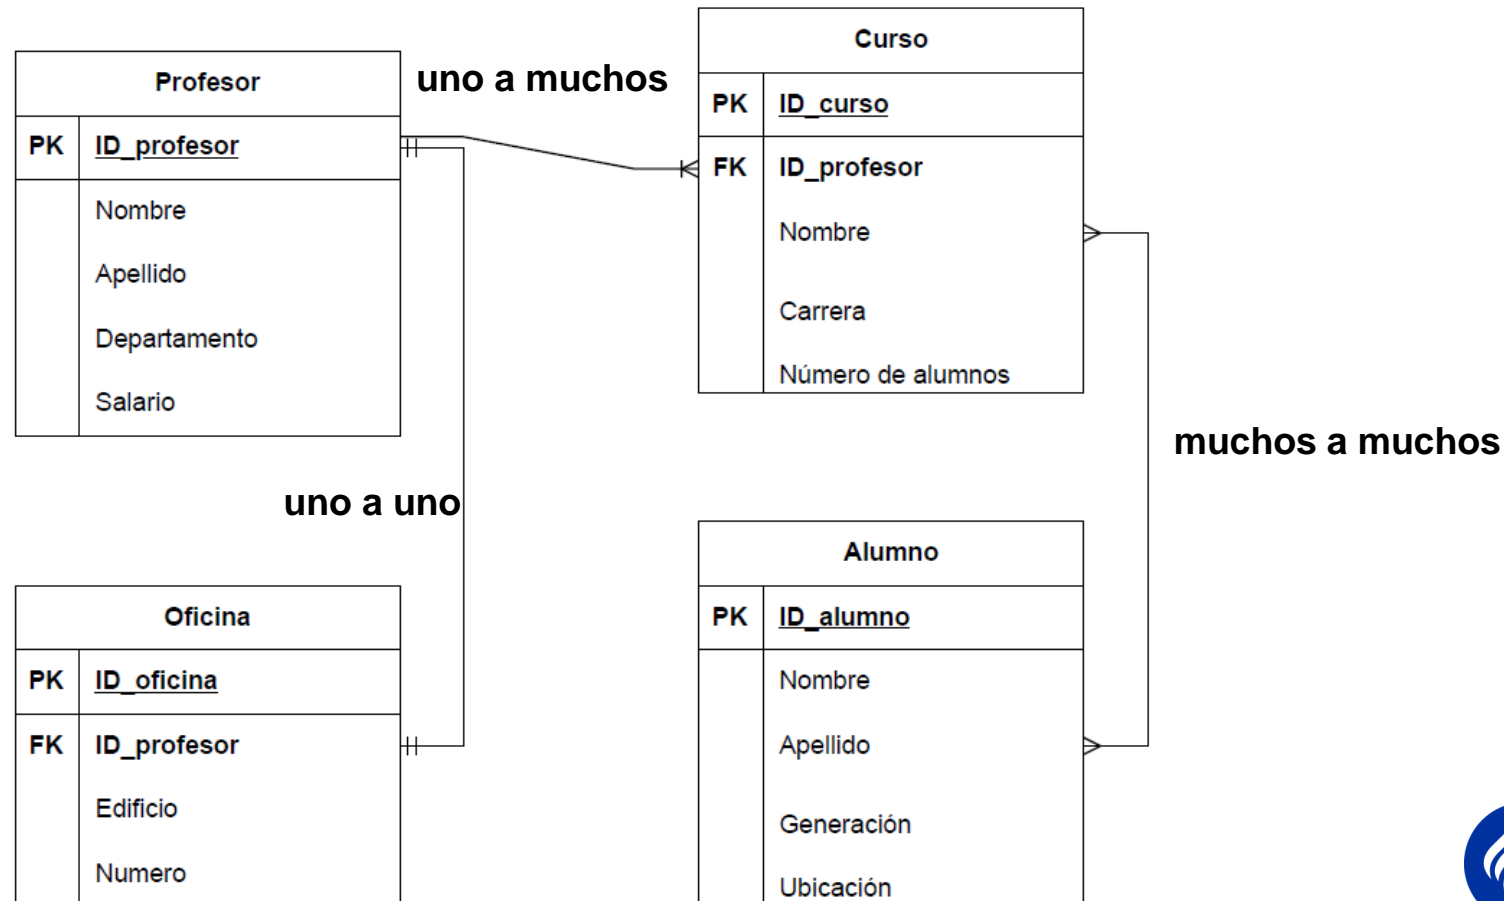 Profesor
PK ID_profesor
Nombre
Apellido
Departamento
Salario
uno a muchos
Curso
PK ID_curso
FK ID_profesor
Nombre
Carrera
Número de alumnos
muchos a muchos
uno a uno
Oficina
PK ID_oficina
FK ID_profesor
Edificio
Numero
Alumno
PK ID_alumno
Nombre
Apellido
Generación
Ubicación